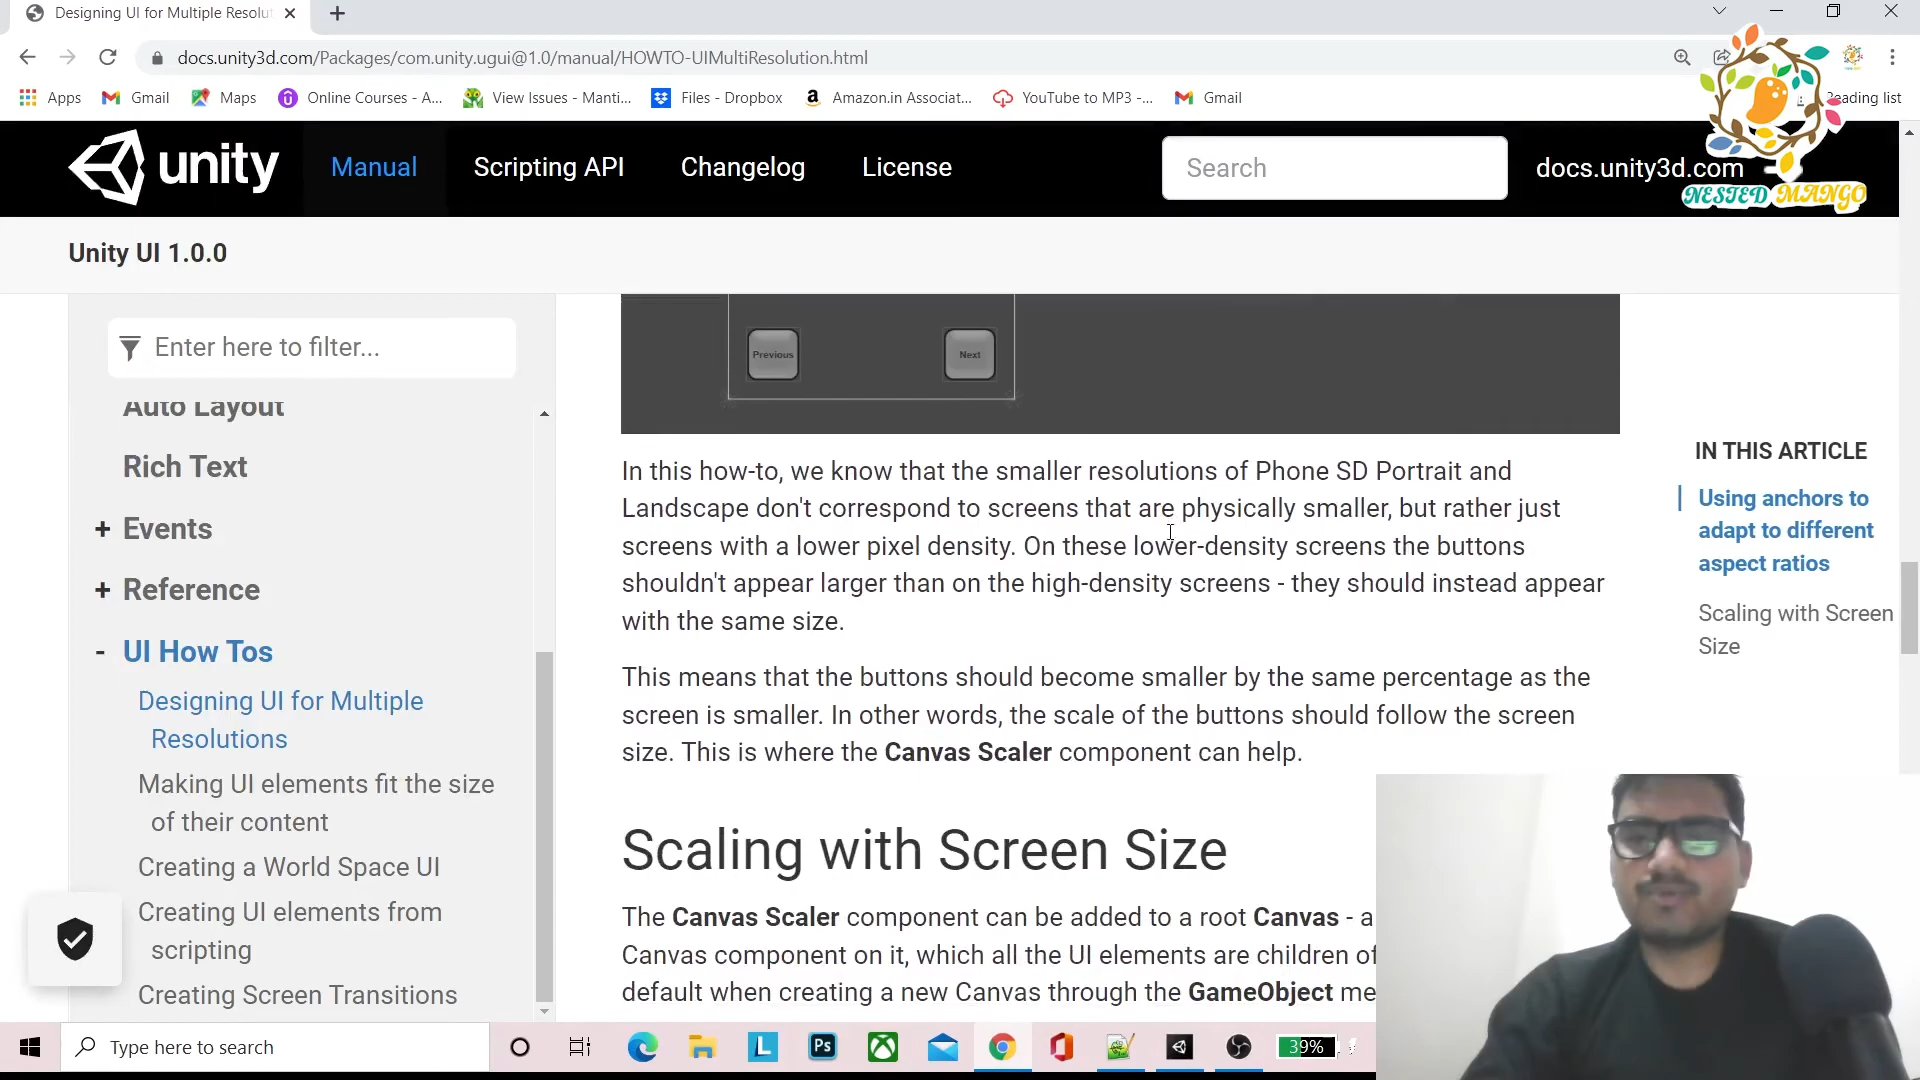 Designing UI for Multiple Resolu
docs.unity3d.com/Packages/com.unity.ugui@1.0/manual/HOWTO-UIMultiResolution.html
Apps Gmail Maps Online Courses - A... View Issues - Manti... Files - Dropbox Amazon.in Associat... YouTube to MP3 -... Gmail Reading list
unity Manual Scripting API Changelog License Search docs.unity3d.com
NESTED MANGO
Unity UI 1.0.0
Enter here to filter...
Auto Layout
Rich Text
+ Events
+ Reference
- UI How Tos
Designing UI for Multiple
Resolutions
Making UI elements fit the size
of their content
Creating a World Space UI
Creating UI elements from
scripting
Creating Screen Transitions
Previous Next
In this how-to, we know that the smaller resolutions of Phone SD Portrait and
Landscape don't correspond to screens that are physically smaller, but rather just
screens with a lower pixel density. On these lower-density screens the buttons
shouldn't appear larger than on the high-density screens - they should instead appear
with the same size.
This means that the buttons should become smaller by the same percentage as the
screen is smaller. In other words, the scale of the buttons should follow the screen
size. This is where the Canvas Scaler component can help.
Scaling with Screen Size
The Canvas Scaler component can be added to a root Canvas - a
Canvas component on it, which all the UI elements are children of
default when creating a new Canvas through the GameObject me
IN THIS ARTICLE
Using anchors to
adapt to different
aspect ratios
Scaling with Screen
Size
Type here to search
L
Ps
39%